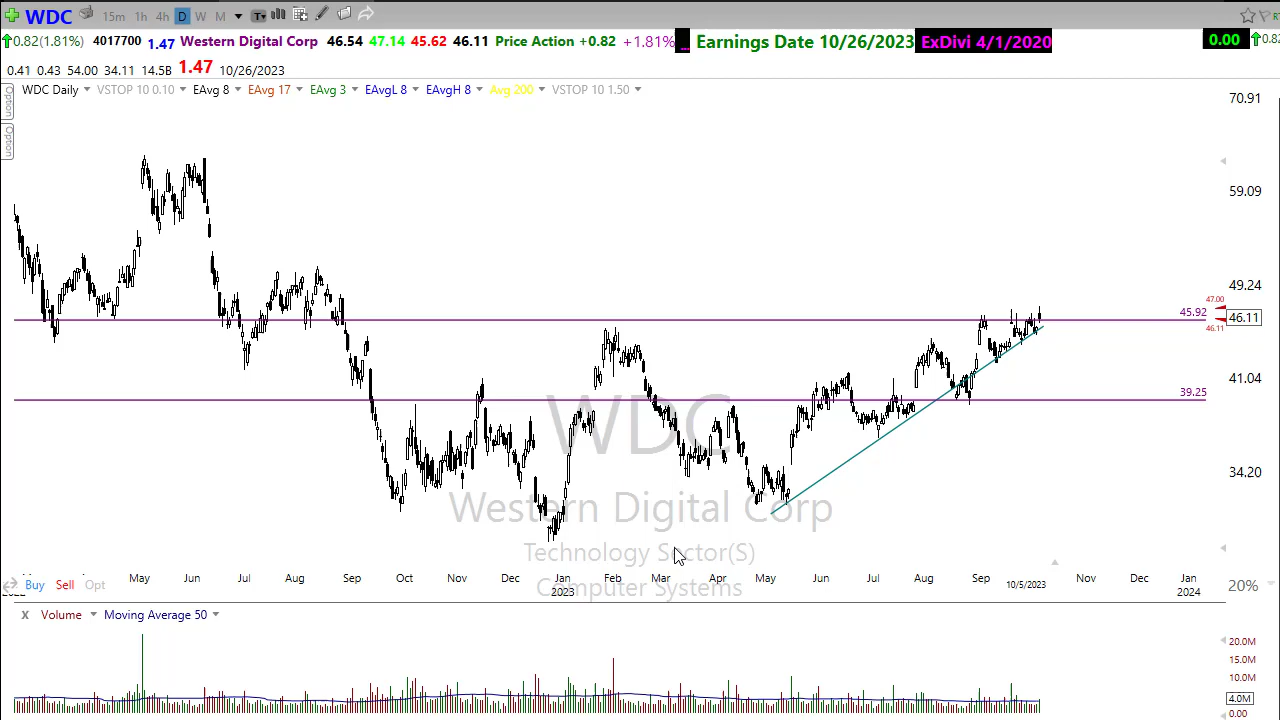 WDC 15m 1h 4h D W M T
0.82(1.81%) 4017700 1.47 Western Digital Corp 46.54 47.14 45.62 46.11 Price Action +0.82 +1.81% ... Earnings Date 10/26/2023 ExDivi 4/1/2020 0.00 0.82
0.41 0.43 54.00 34.11 14.5B 1.47 10/26/2023
WDC Daily VSTOP 10 0.10 EAvg 8 EAvg 17 EAvg 3 EAvgL 8 EAvgH 8 Avg 200 VSTOP 10 1.50
Option
Option
70.91
59.09
49.24
47.00
45.92
46.11
46.11
41.04
39.25
WDC
34.20
Western Digital Corp
Technology Sector(S)
Computer Systems
May Jun Jul Aug Sep Oct Nov Dec Jan Feb Mar Apr May Jun Jul Aug Sep 10/5/2023 Nov Dec Jan
Buy Sell Opt 20%
2023 2024
X Volume Moving Average 50
20.0M
15.0M
10.0M
4.0M
0.00